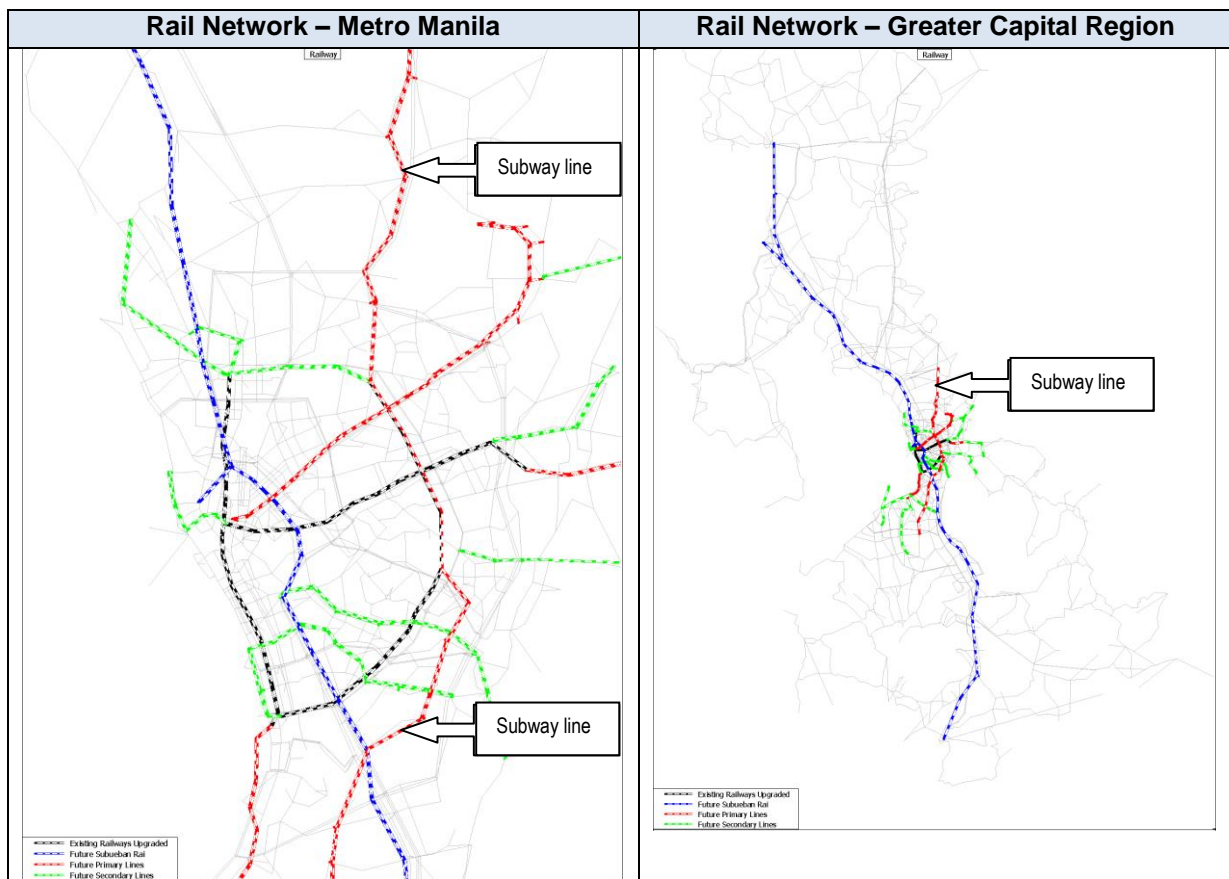 Rail Network – Metro Manila
Railway
Subway line
Subway line
Existing Railways Upgraded
Future Subueban Rai
Future Primary Lines
Future Secondary Lines
Rail Network – Greater Capital Region
Railway
Subway line
Existing Railways Upgraded
Future Subueban Rai
Future Primary Lines
Future Secondary Lines